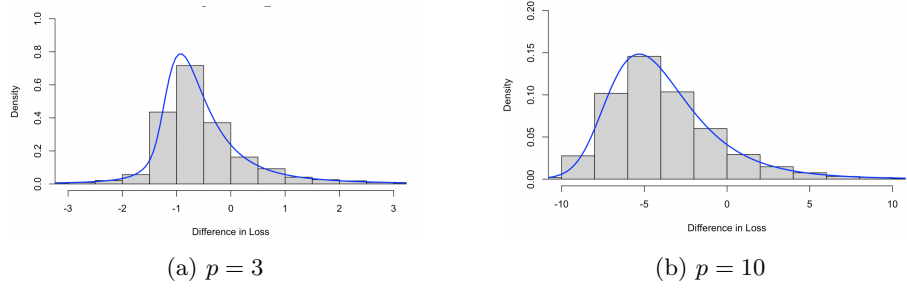 1.0
0.8
0.6
0.4
0.2
0.0
Density
-3 -2 -1 0 1 2 3
Difference in Loss
(a) p = 3
0.20
0.15
0.10
0.05
0.00
Density
-10 -5 0 5 10
Difference in Loss
(b) p = 10